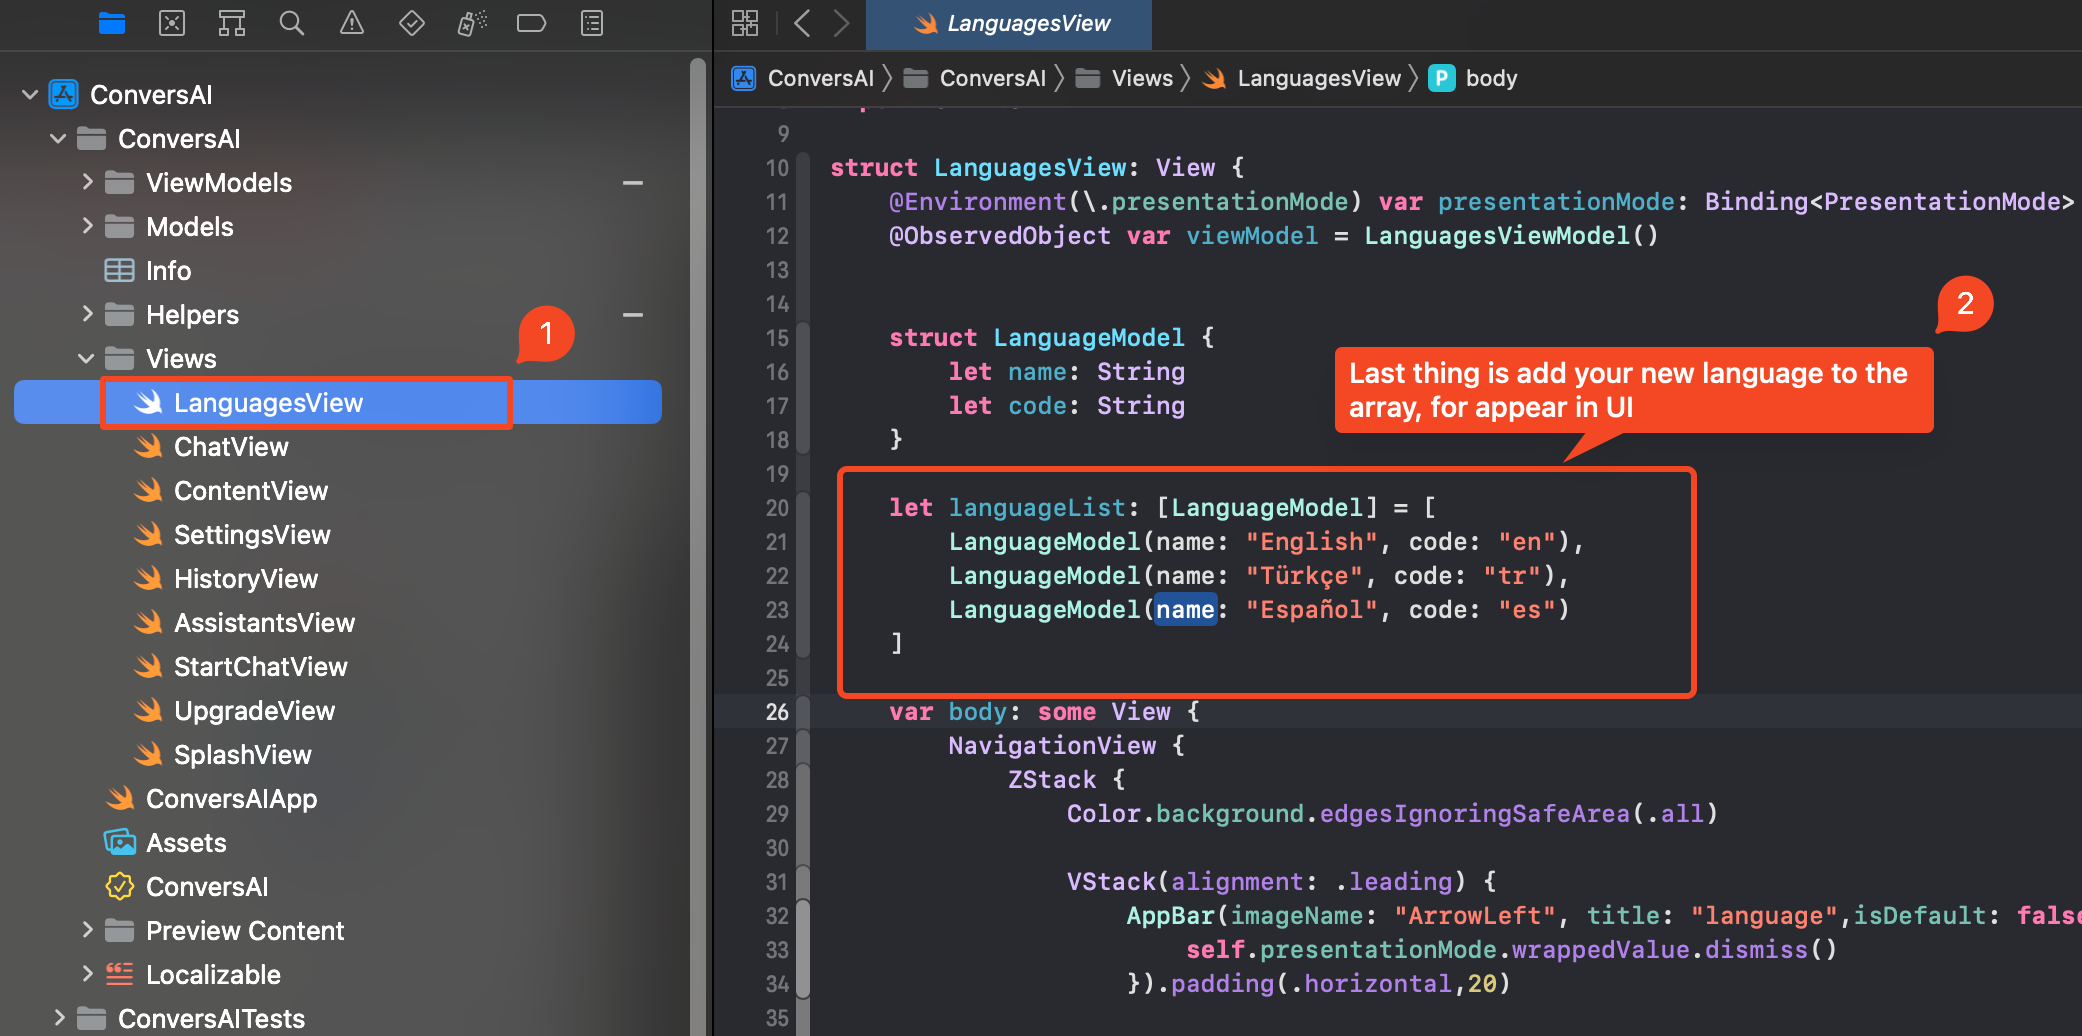 ConversAI
ConversAI
ViewModels
Models
Info
Helpers
Views
1
LanguagesView
ChatView
ContentView
SettingsView
HistoryView
AssistantsView
StartChatView
UpgradeView
SplashView
ConversAIApp
Assets
ConversAI
Preview Content
Localizable
ConversAITests
LanguagesView
ConversAI
ConversAI
Views
LanguagesView
P body
9
10 struct LanguagesView: View {
11 @Environment(\.presentationMode) var presentationMode: Binding<PresentationMode>
12 @ObservedObject var viewModel = LanguagesViewModel()
13
14
2
15 struct LanguageModel {
16 let name: String
17 let code: String
18 }
Last thing is add your new language to the
array, for appear in UI
19
20 let languageList: [LanguageModel] = [
21 LanguageModel(name: "English", code: "en"),
22 LanguageModel(name: "Türkçe", code: "tr"),
23 LanguageModel(name: "Español", code: "es")
24 ]
25
26 var body: some View {
27 NavigationView {
28 ZStack {
29 Color.background.edgesIgnoringSafeArea(.all)
30
31 VStack(alignment: .leading) {
32 AppBar(imageName: "ArrowLeft", title: "language",isDefault: false
33 self.presentationMode.wrappedValue.dismiss()
34 }).padding(.horizontal,20)
35